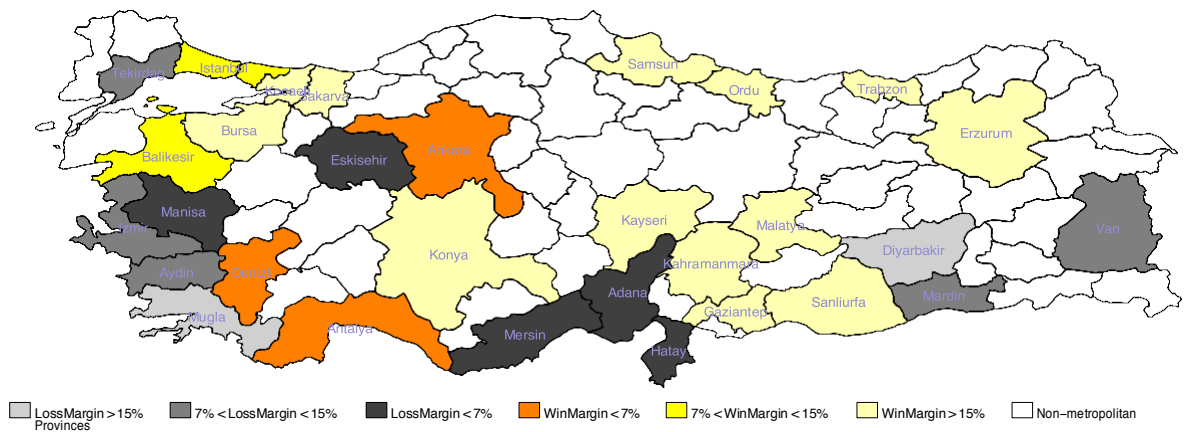 Tekirdag
Istanbul
Kocaeli
Sakarya
Samsun
Ordu
Trabzon
Bursa
Erzurum
Balikesir
Eskisehir
Ankara
Manisa
Izmir
Kayseri
Malatya
Van
Konya
Diyarbakir
Aydin
Denizli
Kahramanmara
Adana
Mardin
Sanliurfa
Mugla
Antalya
Gaziantep
Mersin
Hatay
LossMargin > 15% 7% < LossMargin < 15% LossMargin < 7% WinMargin < 7% 7% < WinMargin < 15% WinMargin > 15% Non−metropolitan
Provinces